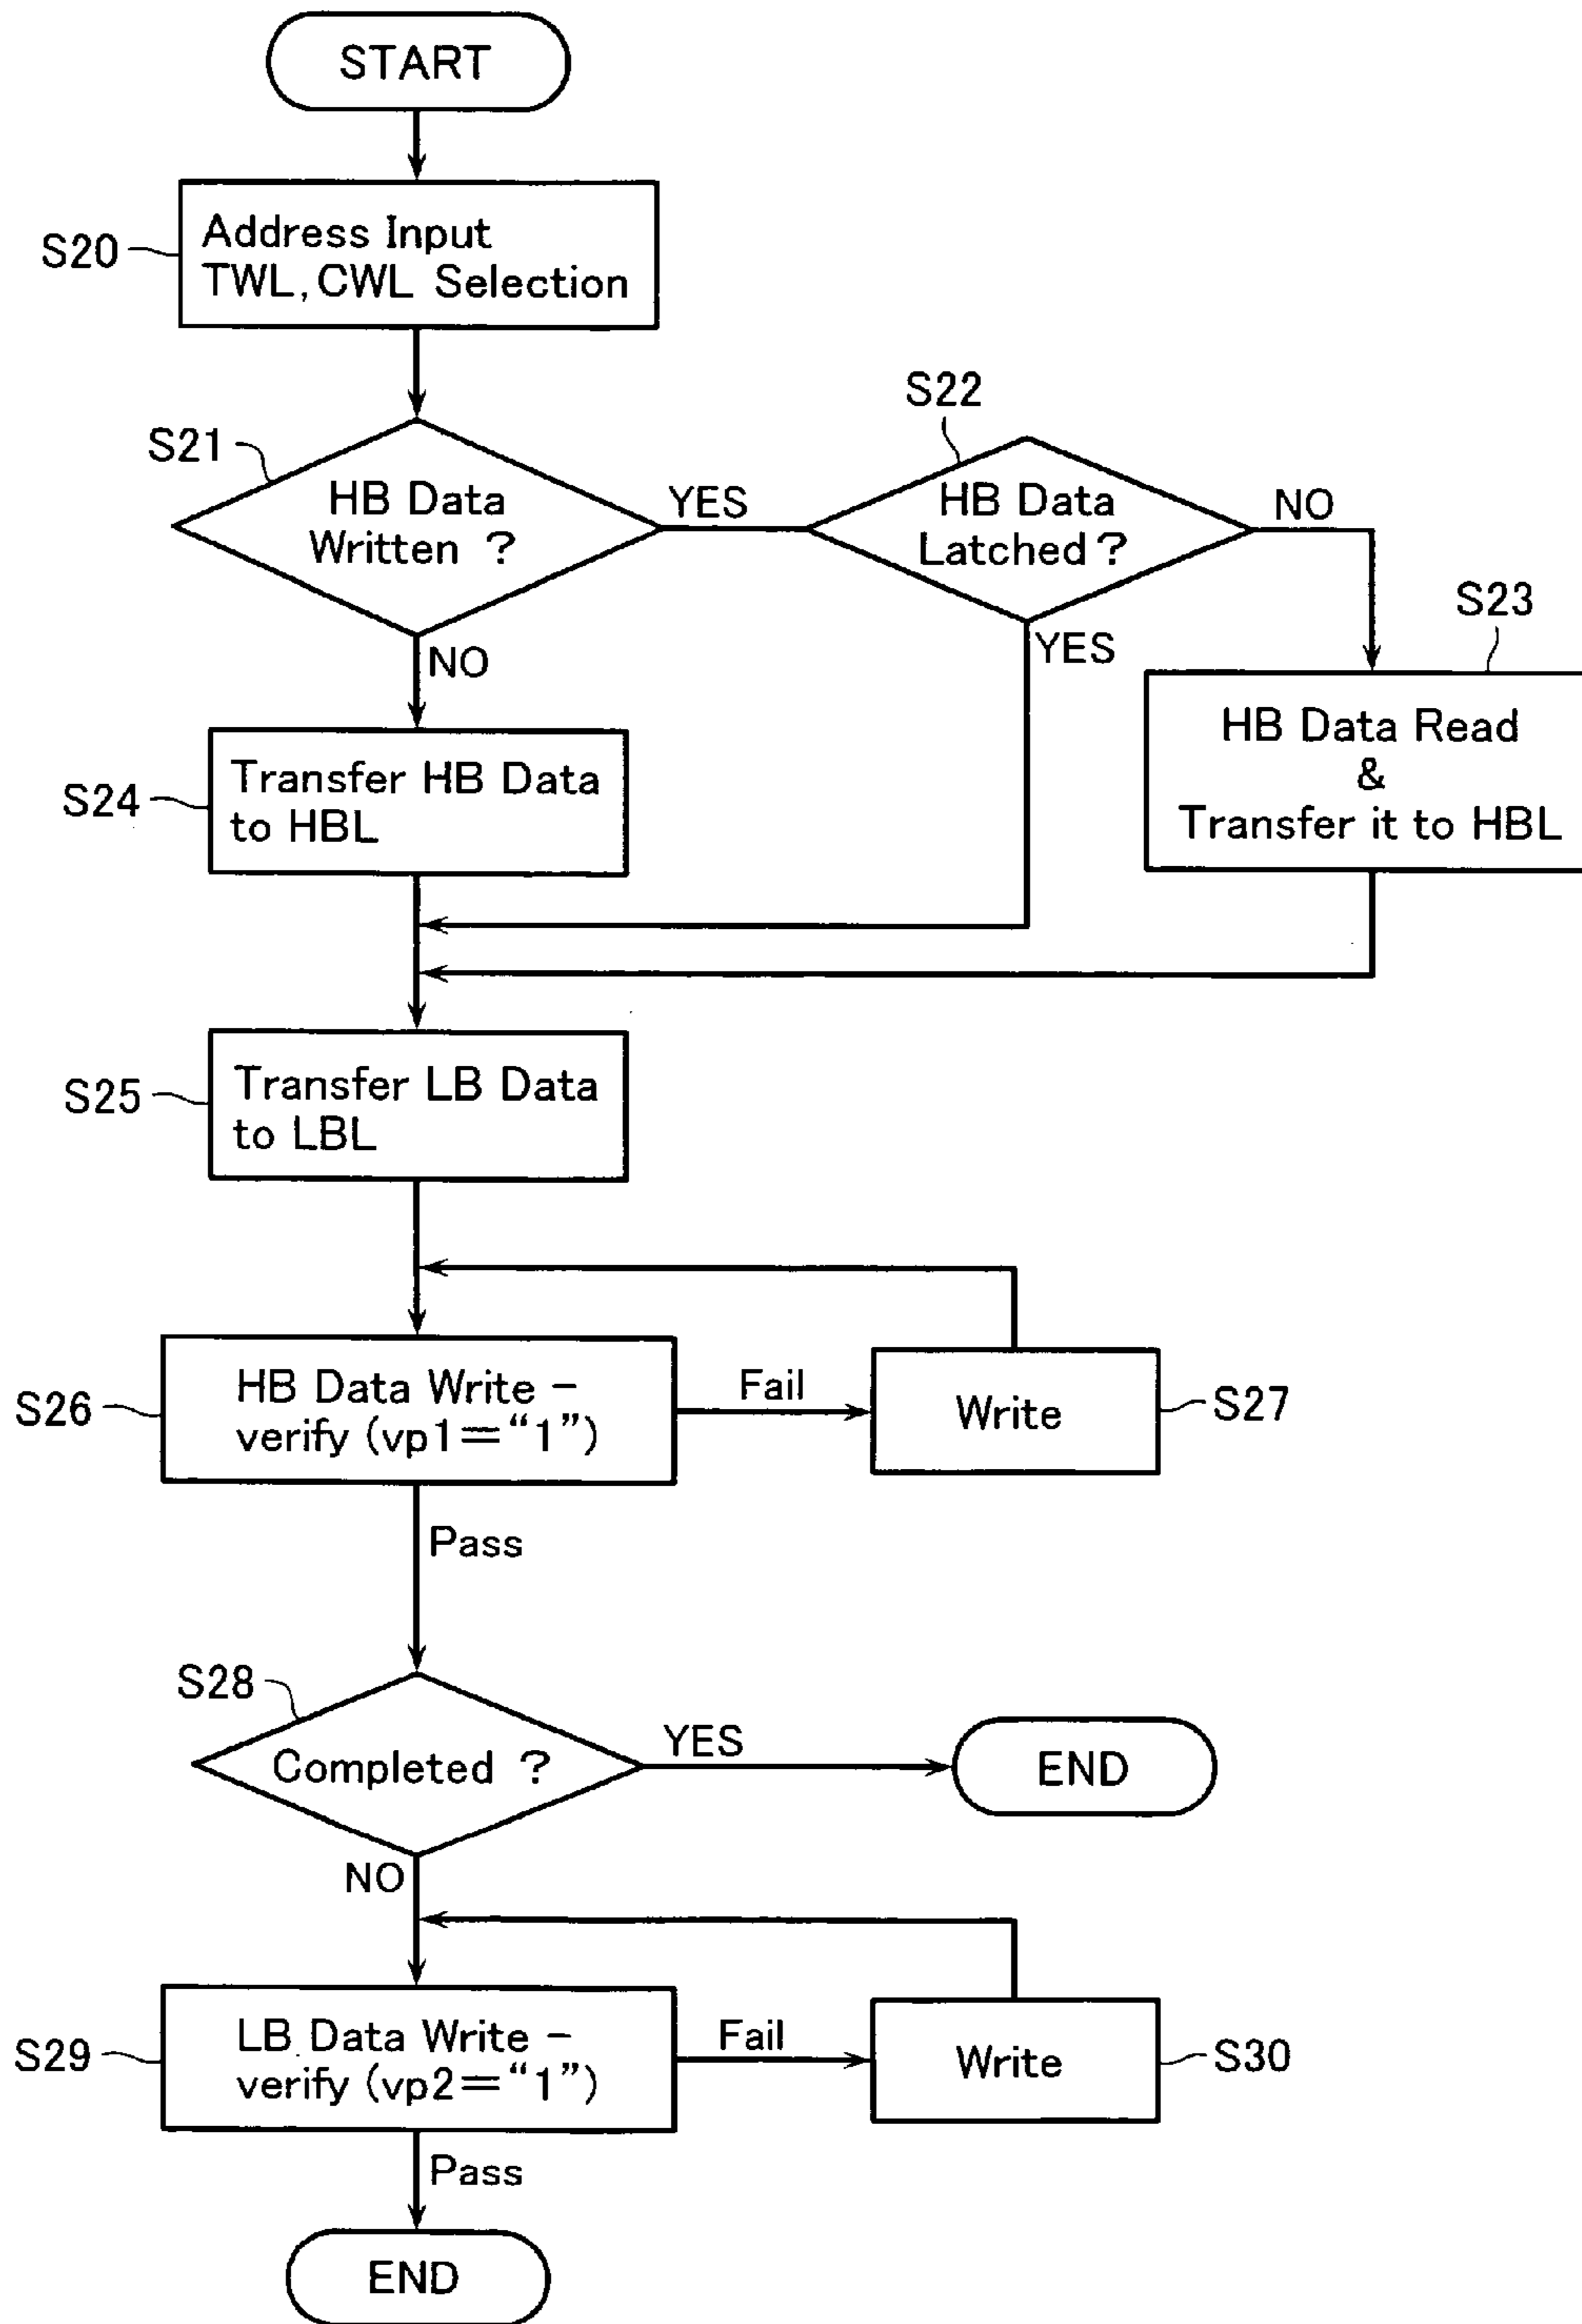 START
S20
Address Input
TWL, CWL Selection
S21
HB Data
Written ?
YES
NO
S22
HB Data
Latched ?
NO
YES
S23
HB Data Read
&
Transfer it to HBL
S24
Transfer HB Data
to HBL
S25
Transfer LB Data
to LBL
S26
HB Data Write -
verify (vp1="1")
Fail
Write
S27
Pass
S28
Completed ?
YES
END
NO
S29
LB Data Write -
verify (vp2="1")
Fail
Write
S30
Pass
END